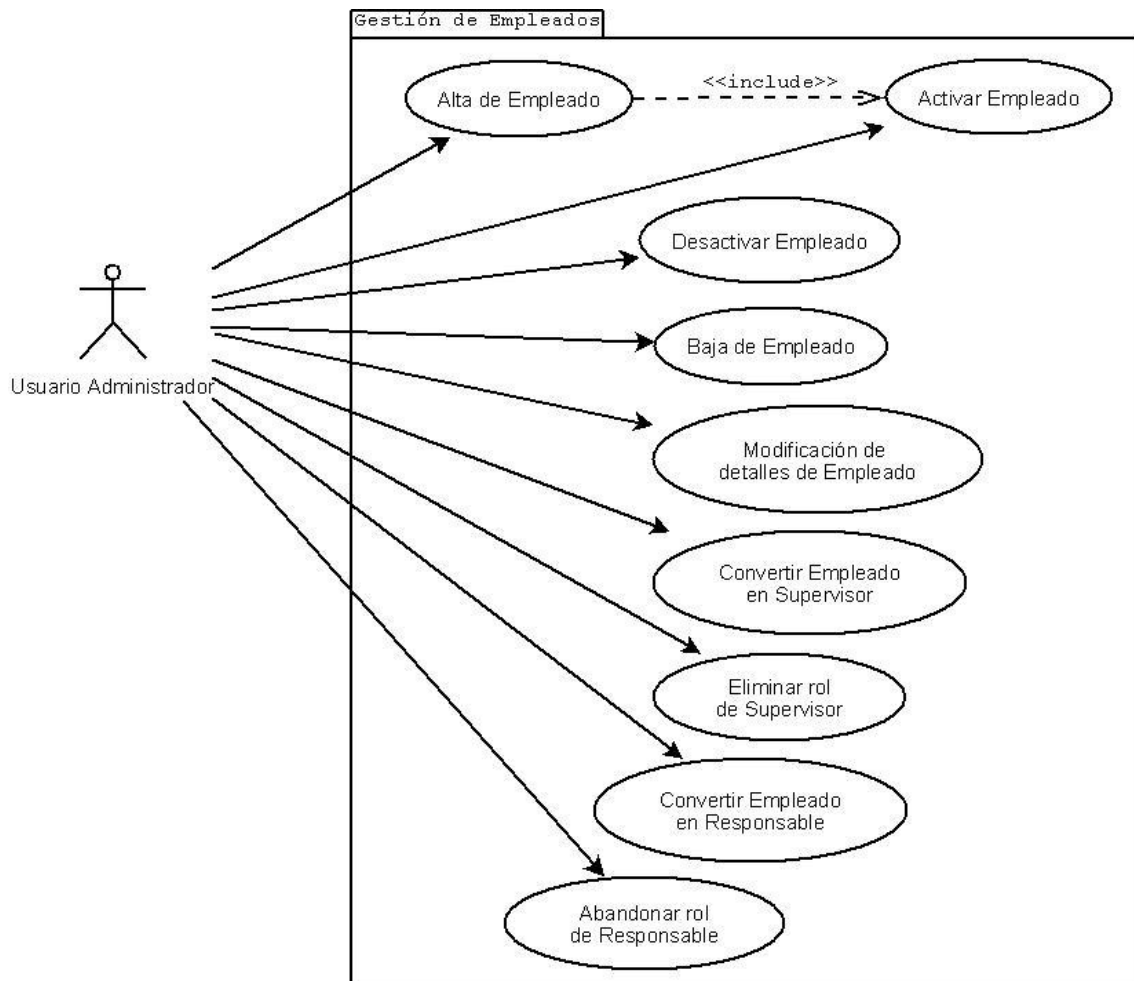 Gestión de Empleados
<<include>>
Alta de Empleado
Activar Empleado
Desactivar Empleado
Baja de Empleado
Usuario Administrador
Modificación de
detalles de Empleado
Convertir Empleado
en Supervisor
Eliminar rol
de Supervisor
Convertir Empleado
en Responsable
Abandonar rol
de Responsable